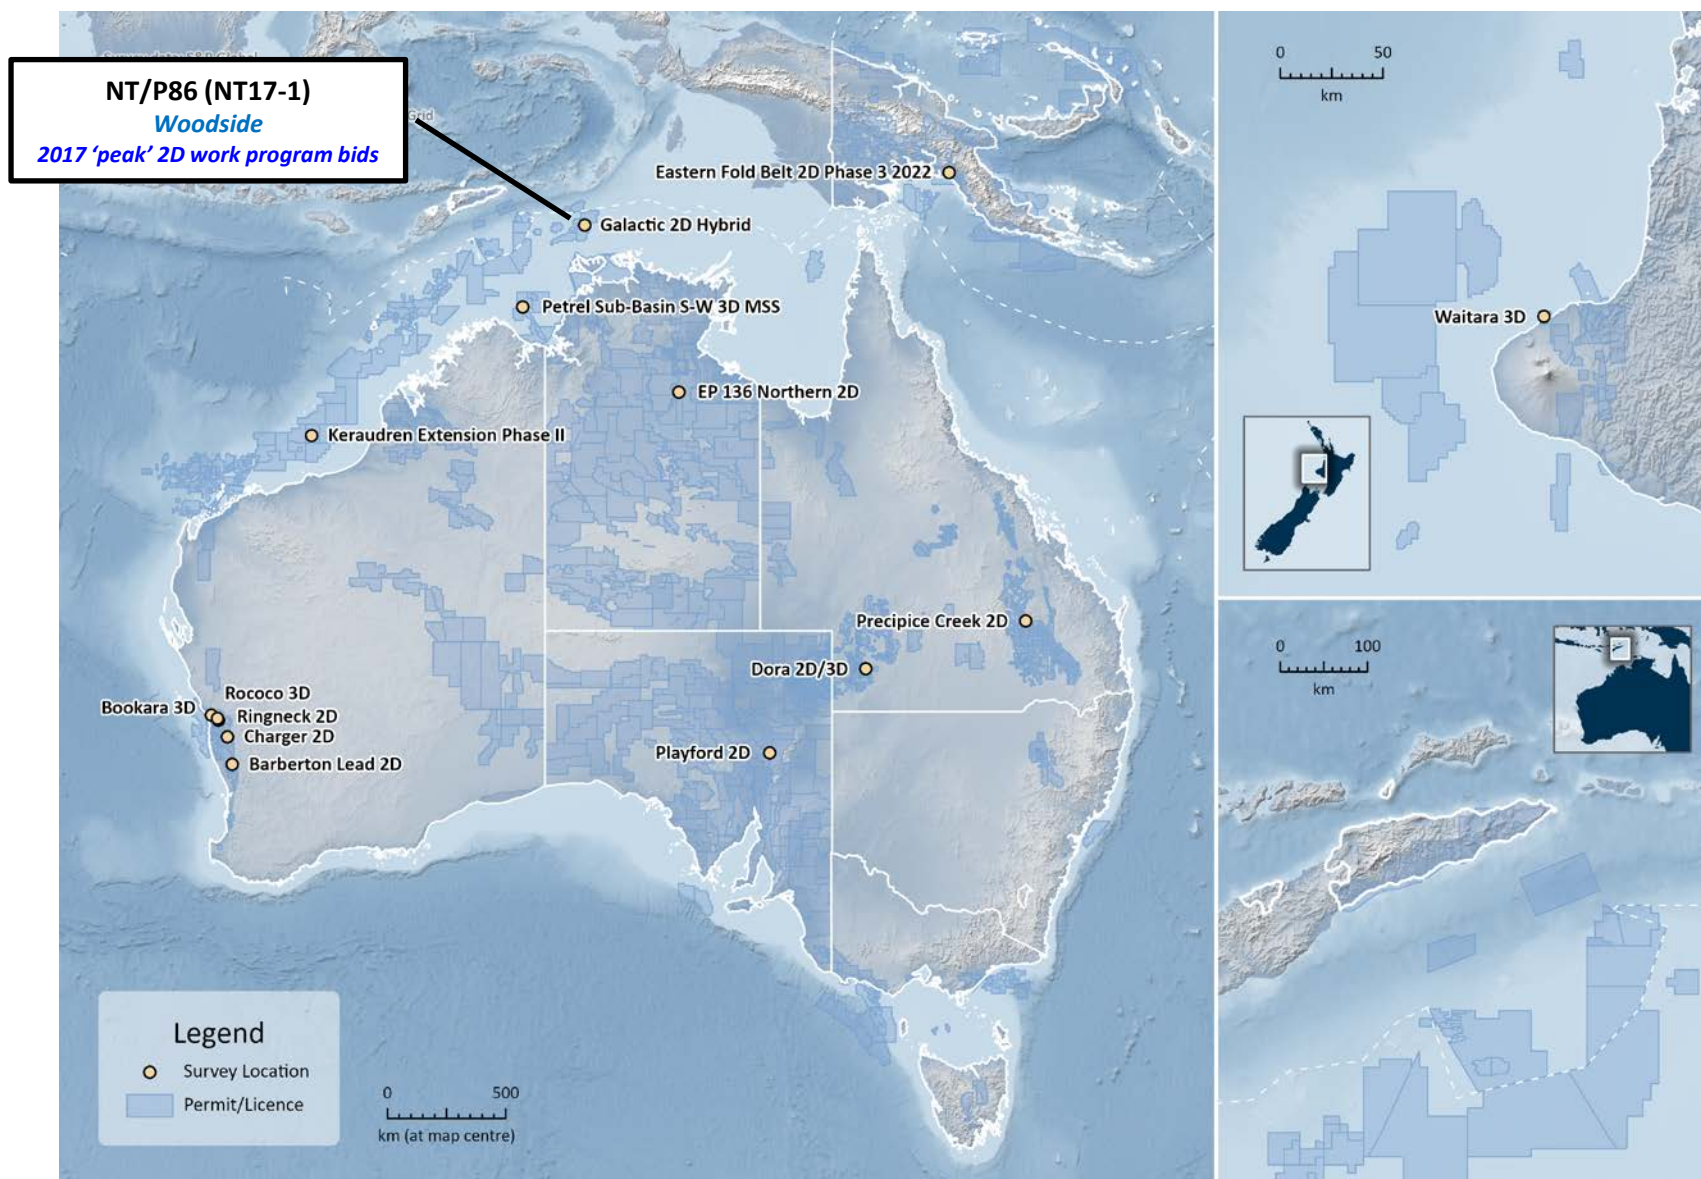 NT/P86 (NT17-1)
Woodside
2017 ‘peak’ 2D work program bids
Eastern Fold Belt 2D Phase 3 2022
Galactic 2D Hybrid
Petrel Sub-Basin S-W 3D MSS
EP 136 Northern 2D
Keraudren Extension Phase II
Precipice Creek 2D
Dora 2D/3D
Rococo 3D
Bookara 3D
Ringneck 2D
Charger 2D
Barberton Lead 2D
Playford 2D
Legend
Survey Location
Permit/Licence
0 500
km (at map centre)
0 50
km
Waitara 3D
0 100
km